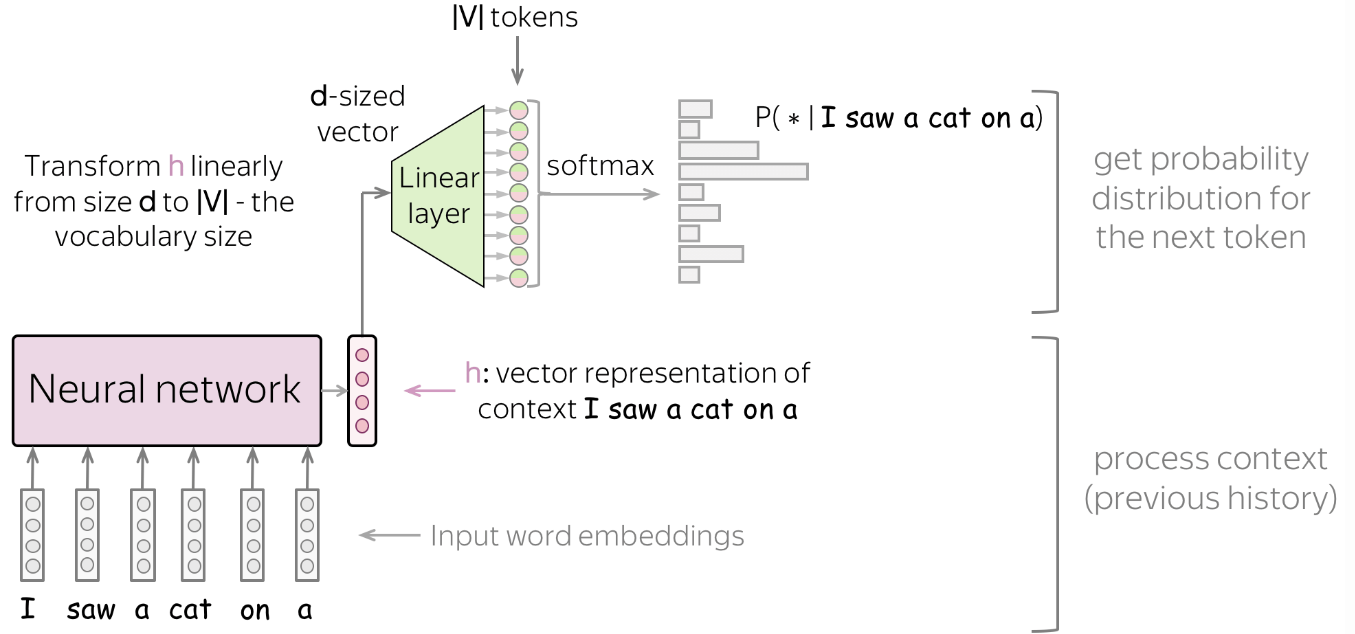 |V| tokens
d-sized
vector
Transform h linearly
from size d to |V| - the
vocabulary size
Linear
layer
softmax
P( * | I saw a cat on a)
get probability
distribution for
the next token
Neural network
h: vector representation of
context I saw a cat on a
process context
(previous history)
Input word embeddings
I saw a cat on a